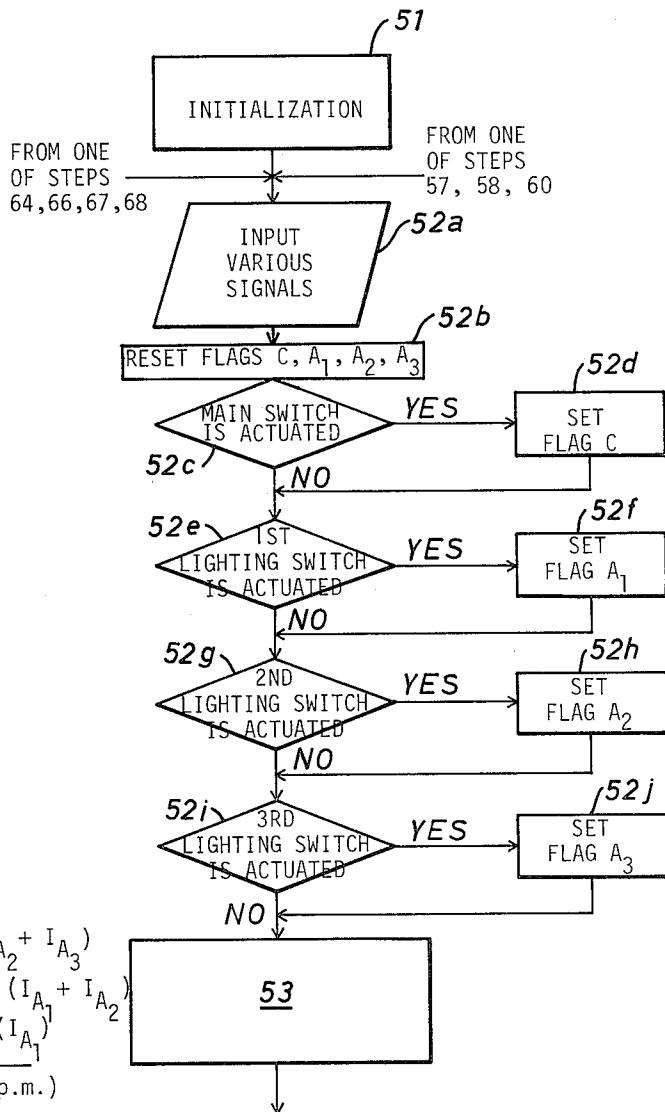 51
INITIALIZATION
FROM ONE
OF STEPS
64,66,67,68
FROM ONE
OF STEPS
57, 58, 60
52a
INPUT
VARIOUS
SIGNALS
52b
RESET FLAGS C, A1, A2, A3
MAIN SWITCH
IS ACTUATED
52c
YES
52d
SET
FLAG C
NO
52e
1ST
LIGHTING SWITCH
IS ACTUATED
YES
52f
SET
FLAG A1
NO
52g
2ND
LIGHTING SWITCH
IS ACTUATED
YES
52h
SET
FLAG A2
NO
52i
3RD
LIGHTING SWITCH
IS ACTUATED
YES
52j
SET
FLAG A3
NO
53
A2 + IA3)
(IA1 + IA2)
(IA1)
p.m.)